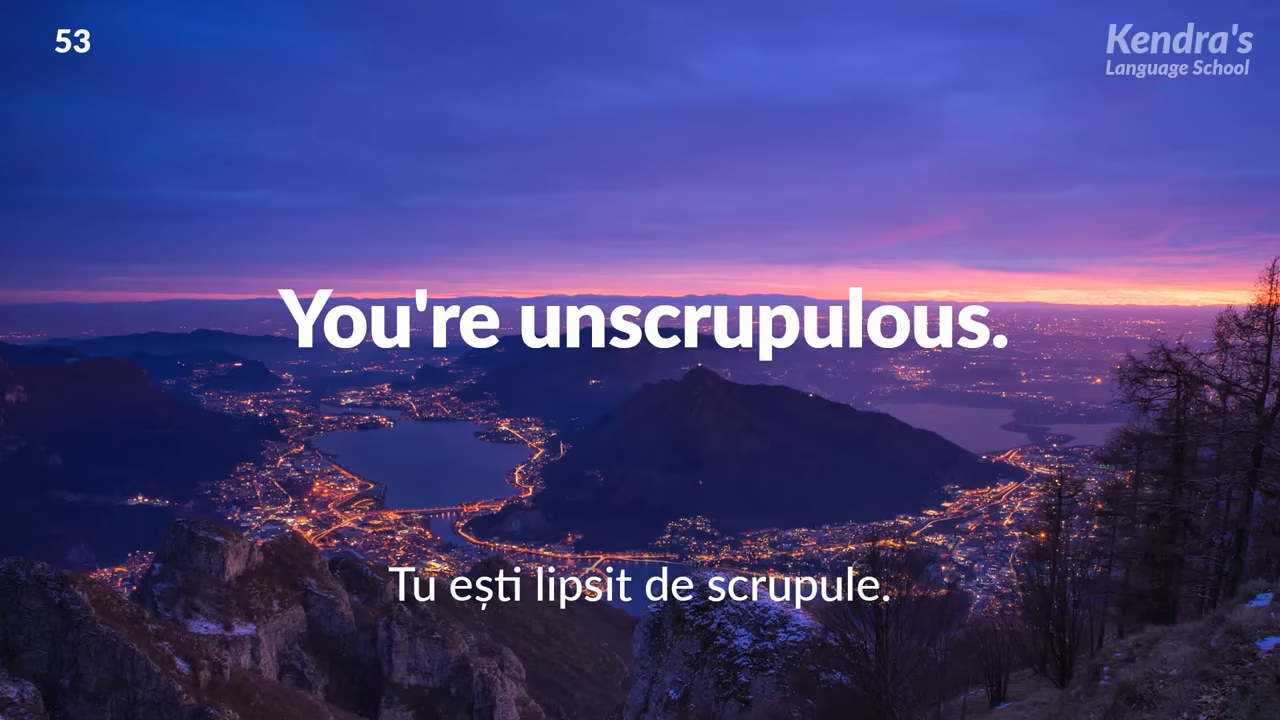 53
Kendra's
Language School
You're unscrupulous.
Tu ești lipsit de scrupule.